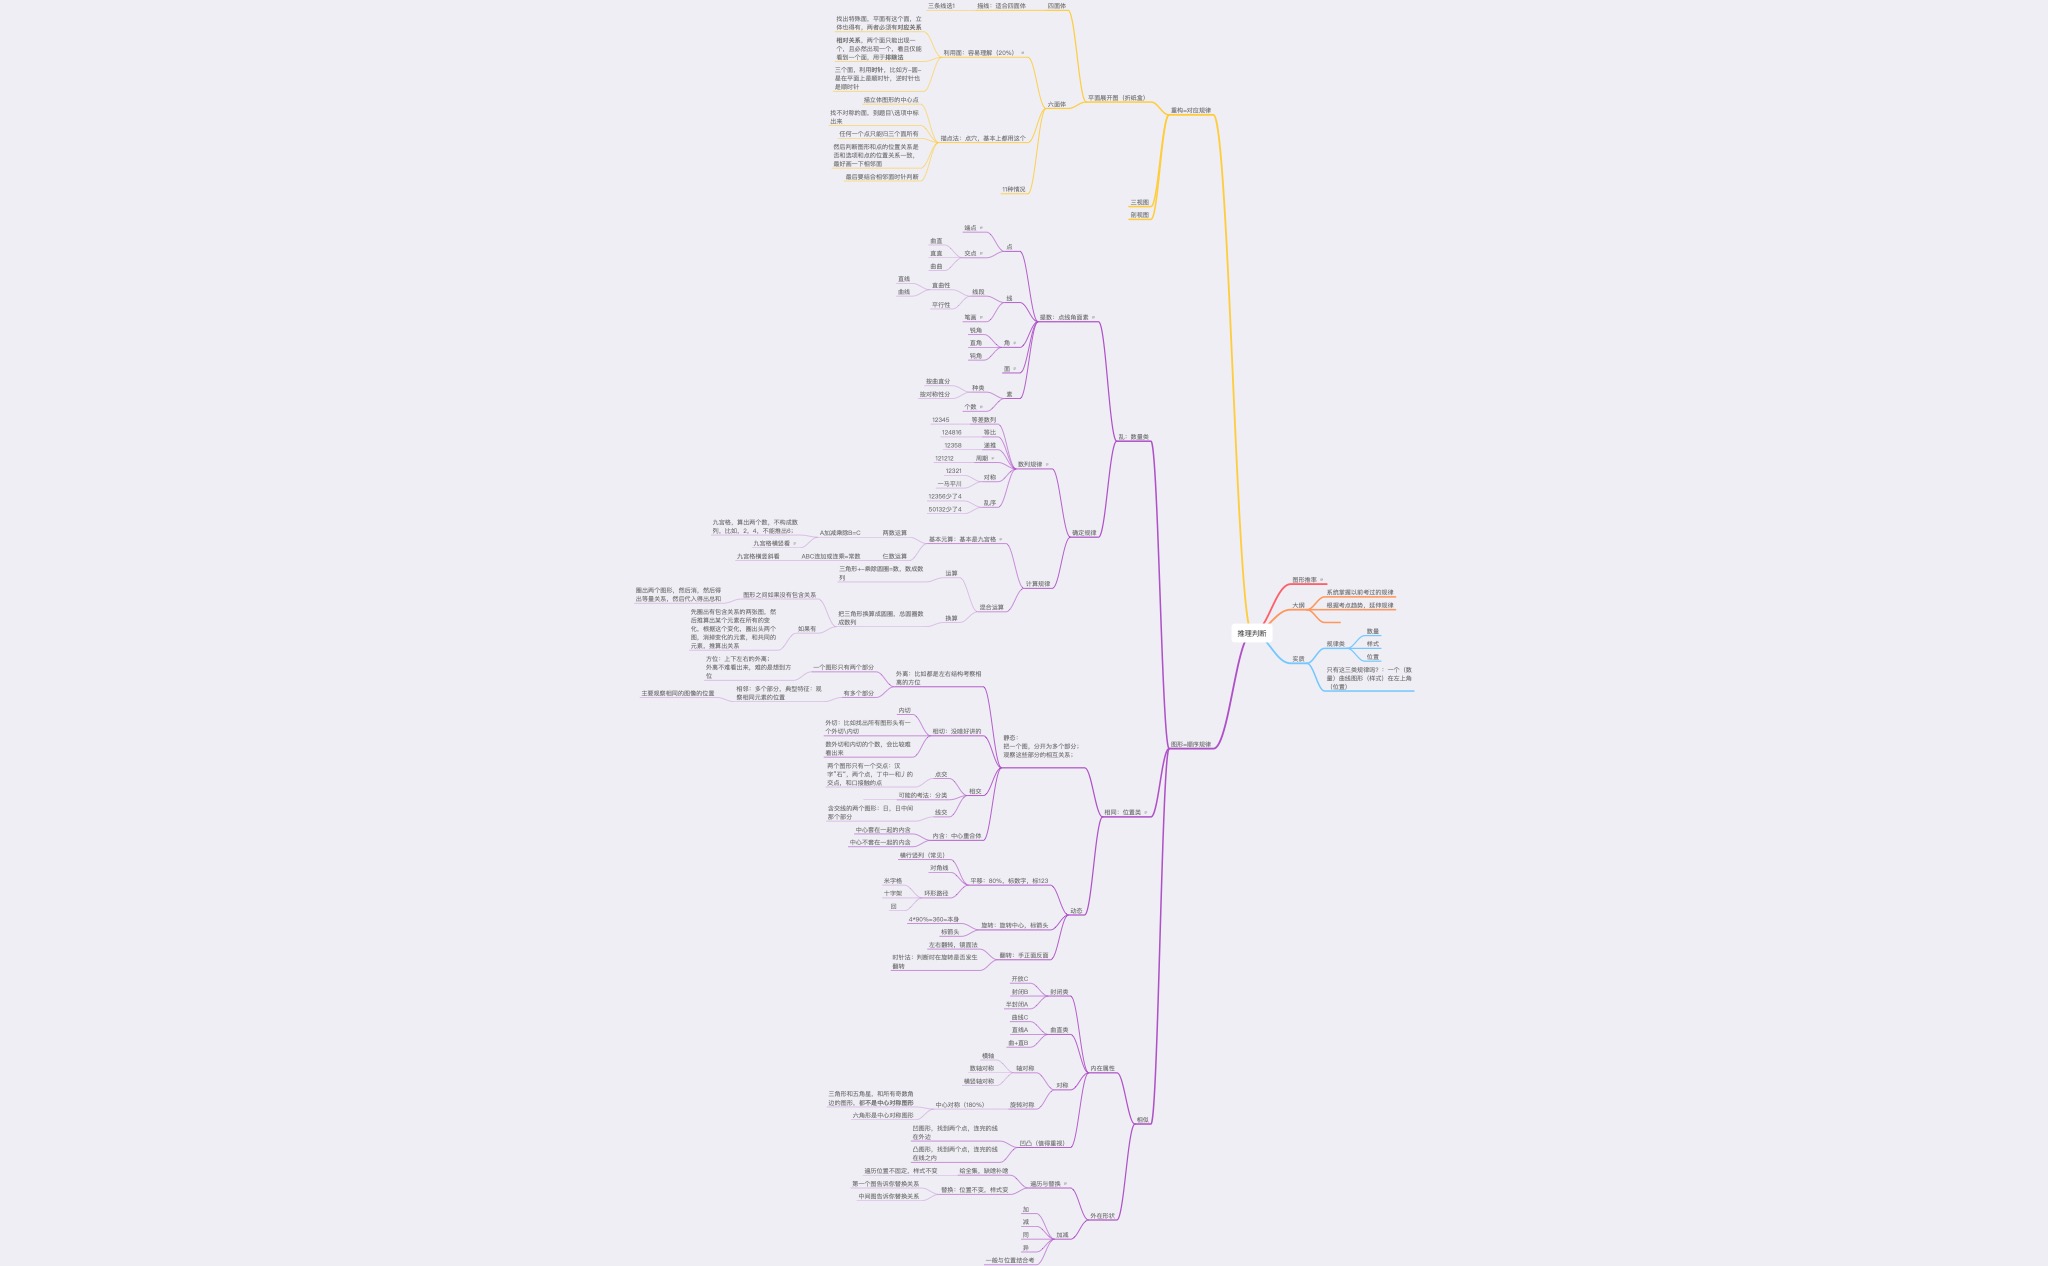 推理判断
重构=对应规律
平面展开图（折纸盒）
四面体
描线：适合四面体
三条线选1
六面体
利用面：容易理解（20%）
找出特殊面，平面有这个面，立
体也得有，两者必须有对应关系
相对关系，两个面只能出现一
个，且必然出现一个，看且仅能
看到一个面，用于排除法
三个面，利用时针，比如方-圆-
星在平面上是顺时针，逆时针也
是顺时针
描点法：点穴，基本上都用这个
描立体图形的中心点
找不对称的面，到题目\选项中标
出来
任何一个点只能归三个面所有
然后判断图形和点的位置关系是
否和选项和点的位置关系一致，
最好画一下相邻面
最后要结合相邻面时针判断
11种情况
三视图
剖视图
图形=顺序规律
乱：数量类
量数：点线角面素
点
端点
交点
曲直
直直
曲曲
线
线段
直曲性
直线
曲线
平行性
笔画
角
锐角
直角
钝角
面
素
种类
按曲直分
按对称性分
个数
确定规律
数列规律
等差数列
12345
等比
124816
递推
12358
周期
121212
对称
12321
一马平川
乱序
12356少了4
50132少了4
计算规律
基本元算：基本是九宫格
两数运算
A加减乘除B=C
九宫格，算出两个数，不构成数
列，比如，2，4，不能推出6；
九宫格横竖看
仨数运算
ABC连加或连乘=常数
九宫格横竖斜看
混合运算
运算
三角形+-乘除圆圈=数，数成数
列
换算
把三角形换算成圆圈，总圆圈数
成数列
图形之间如果没有包含关系
圈出两个图形，然后消，然后得
出等量关系，然后代入得出总和
如果有
先圈出有包含关系的两张图，然
后推算出某个元素在所有的变
化，根据这个变化，圈出头两个
图，消掉变化的元素，和共同的
元素，推算出关系
相同：位置类
静态：
把一个图，分开为多个部分；
观察这些部分的相互关系；
外离：比如都是左右结构考察相
离的方位
一个图形只有两个部分
方位：上下左右的外离；
外离不难看出来，难的是想到方
位
有多个部分
相邻：多个部分，典型特征：观
察相同元素的位置
主要观察相同的图像的位置
相切：没啥好讲的
内切
外切：比如找出所有图形头有一
个外切\内切
数外切和内切的个数，会比较难
看出来
相交
点交
两个图形只有一个交点：汉
字“石”，两个点，丁中一和丿的
交点，和口接触的点
可能的考法：分类
线交
含交线的两个图形：日，日中间
那个部分
内含：中心重合体
中心套在一起的内含
中心不套在一起的内含
动态
平移：80%，标数字，标123
横行竖列（常见）
对角线
环形路径
米字格
十字架
回
旋转：旋转中心，标箭头
4*90%=360=本身
标箭头
翻转：手正面反面
左右翻转，镜面法
时针法：判断时在旋转是否发生
翻转
相似
内在属性
封闭类
开放C
封闭B
半封闭A
曲直类
曲线C
直线A
曲+直B
对称
轴对称
横轴
数轴对称
横竖轴对称
旋转对称
中心对称（180%）
三角形和五角星，和所有奇数角
边的图形，都不是中心对称图形
六角形是中心对称图形
凹凸（值得重视）
凹图形，找到两个点，连完的线
在外边
凸图形，找到两个点，连完的线
在线之内
外在形状
遍历与替换
给全集，缺啥补啥
遍历位置不固定，样式不变
替换：位置不变，样式变
第一个图告诉你替换关系
中间图告诉你替换关系
加减
加
减
同
异
一般与位置结合考
图形推率
大纲
系统掌握以前考过的规律
根据考点趋势，延伸规律
实质
规律类
数量
样式
位置
只有这三类规律吗？：一个（数
量）曲线图形（样式）在左上角
（位置）